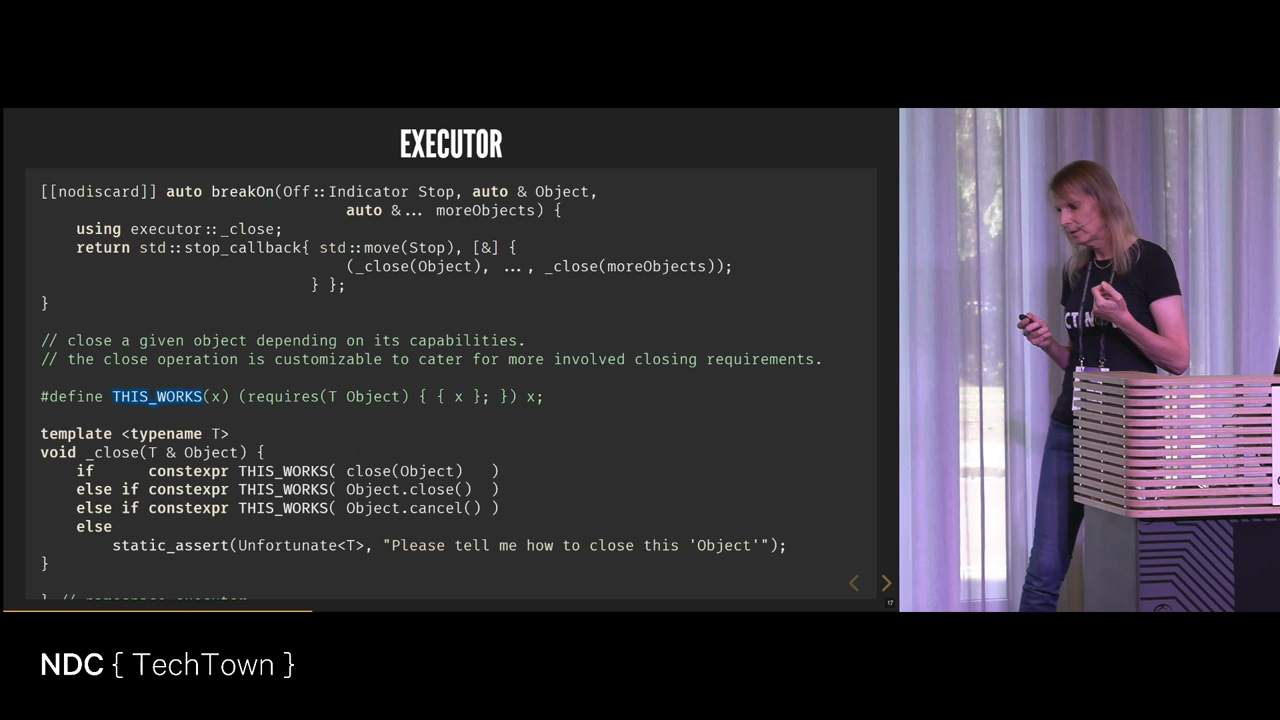 EXECUTOR
[[nodiscard]] auto breakOn(Off::Indicator Stop, auto & Object,
auto &... moreObjects) {
using executor::_close;
return std::stop_callback{ std::move(Stop), [&] {
(_close(Object), ..., _close(moreObjects));
} };
}
// close a given object depending on its capabilities.
// the close operation is customizable to cater for more involved closing requirements.
#define THIS_WORKS(x) (requires(T Object) { { x }; }) x;
template <typename T>
void _close(T & Object) {
if constexpr THIS_WORKS( close(Object) )
else if constexpr THIS_WORKS( Object.close() )
else if constexpr THIS_WORKS( Object.cancel() )
else
static_assert(Unfortunate<T>, "Please tell me how to close this 'Object'");
}
} // namespace executor
17
NDC { TechTown }